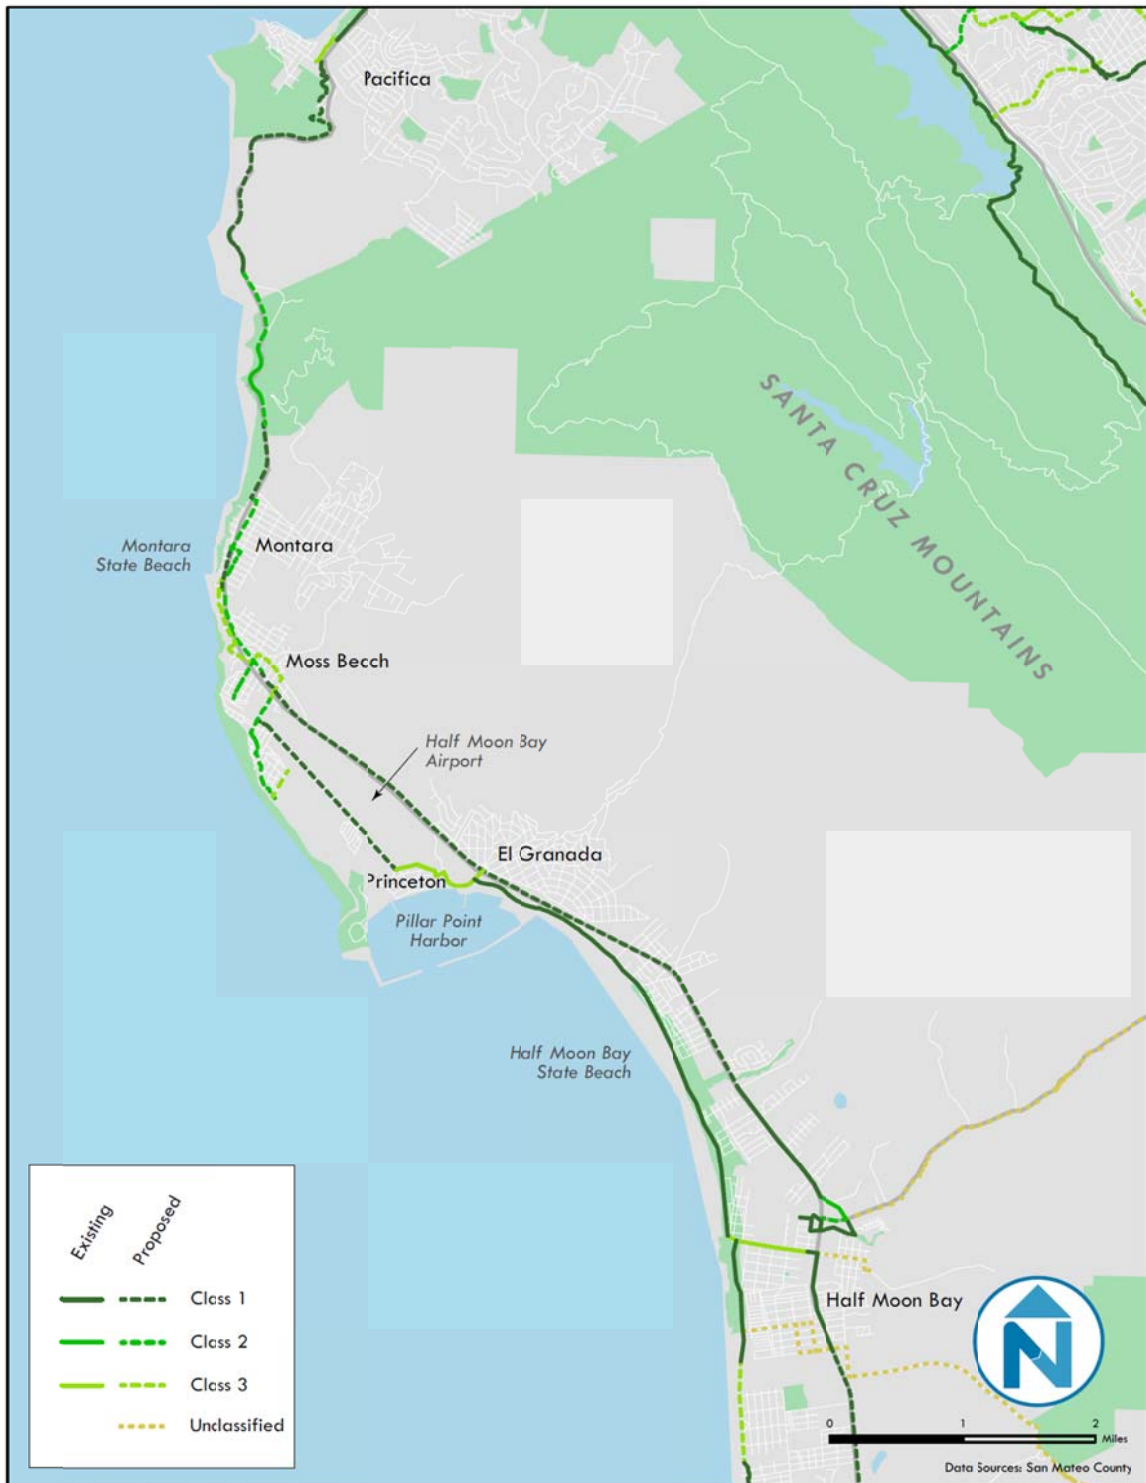 Pacifica
SANTA CRUZ MOUNTAINS
Montara
State Beach
Montara
Moss Becch
Half Moon Bay
Airport
El Granada
Princeton
Pillar Point
Harbor
Half Moon Bay
State Beach
Half Moon Bay
Existing
Proposed
Class 1
Class 2
Class 3
Unclassified
N
0 1 2
Miles
Data Sources: San Mateo County